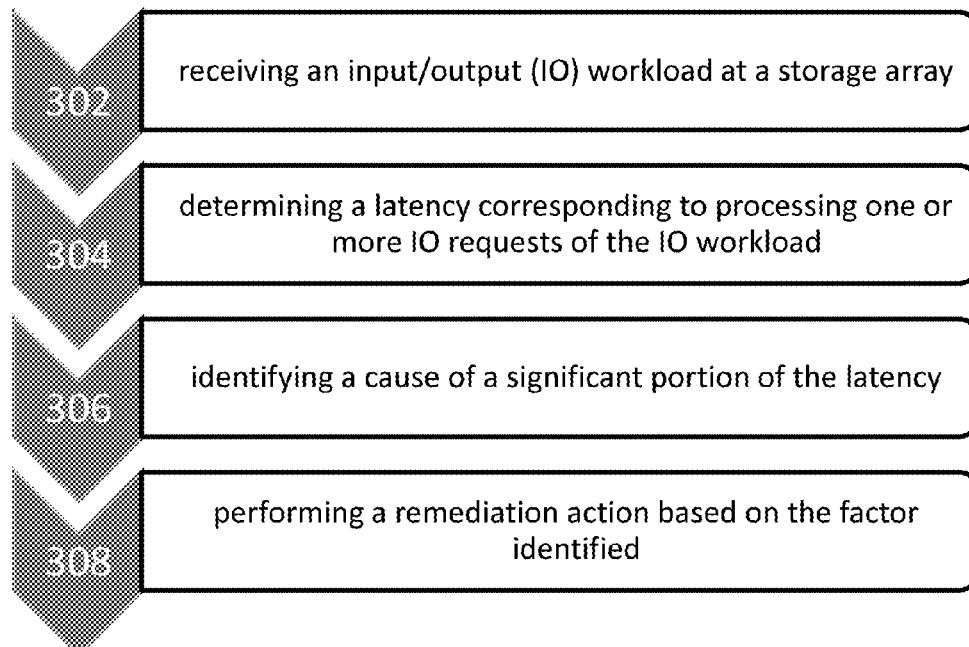 302
receiving an input/output (IO) workload at a storage array
304
determining a latency corresponding to processing one or
more IO requests of the IO workload
306
identifying a cause of a significant portion of the latency
308
performing a remediation action based on the factor
identified